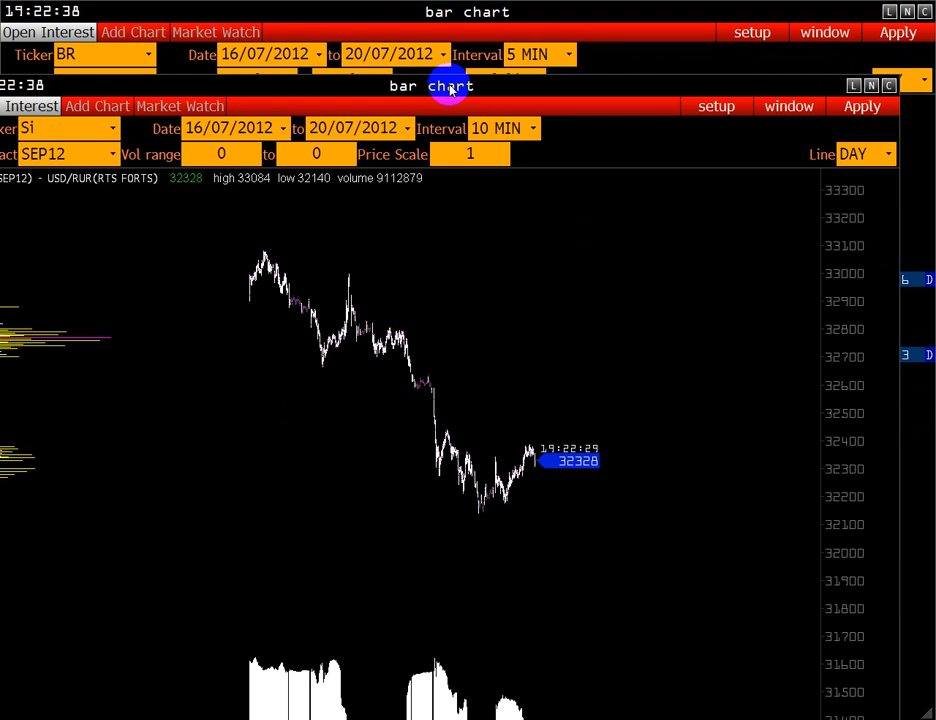 19:22:38 bar chart L N C
Open Interest Add Chart Market Watch setup window Apply
Ticker BR Date 16/07/2012 to 20/07/2012 Interval 5 MIN
22:38 bar chart L N C
Interest Add Chart Market Watch setup window Apply
ker Si Date 16/07/2012 to 20/07/2012 Interval 10 MIN
act SEP12 Vol range 0 to 0 Price Scale 1 Line DAY
SEP12) - USD/RUR(RTS FORTS) 32328 high 33084 low 32140 volume 9112879
33300
33200
33100
33000
6 D
32900
32800
32700
3 D
32600
32500
32400
19:22:29
32328
32300
32200
32100
32000
31900
31800
31700
31600
31500
31400